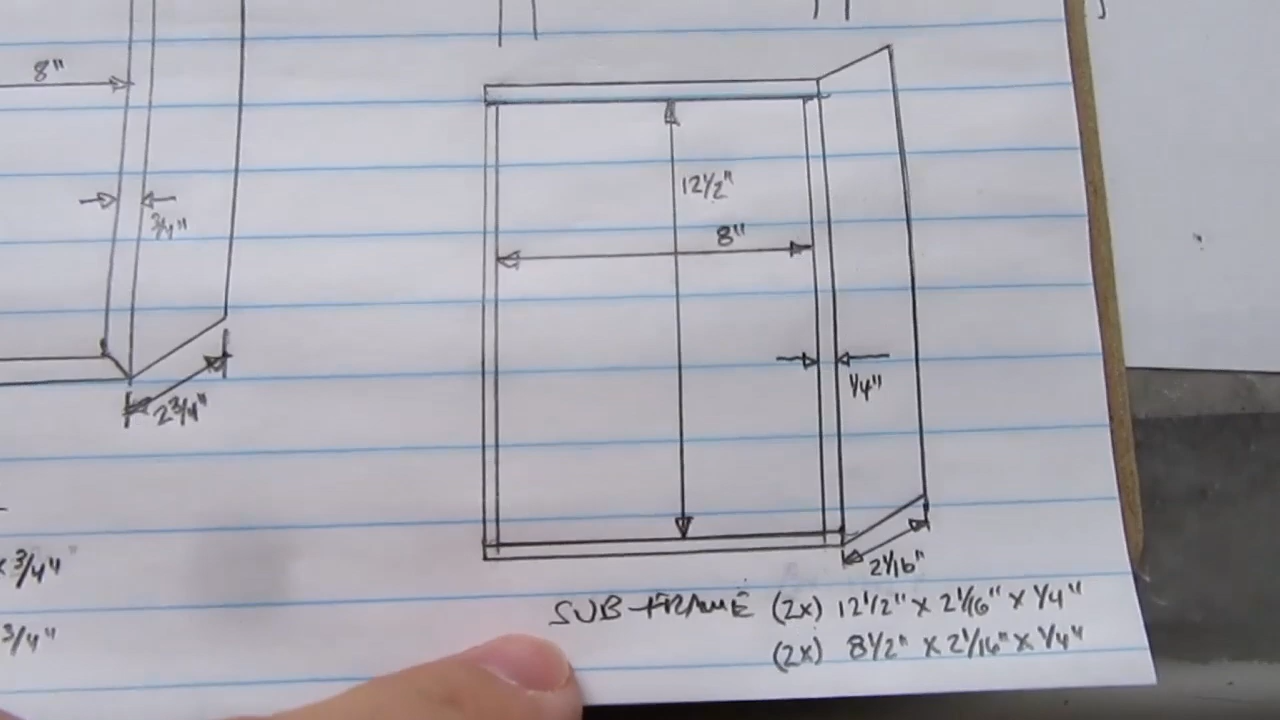 8"
3/4"
2 3/4"
x 3/4"
3/4"
12 1/2"
8"
1/4"
2 1/16"
SUB-FRAME (2x) 12 1/2" x 2 1/16" x 1/4"
(2x) 8 1/2" x 2 1/16" x 1/4"